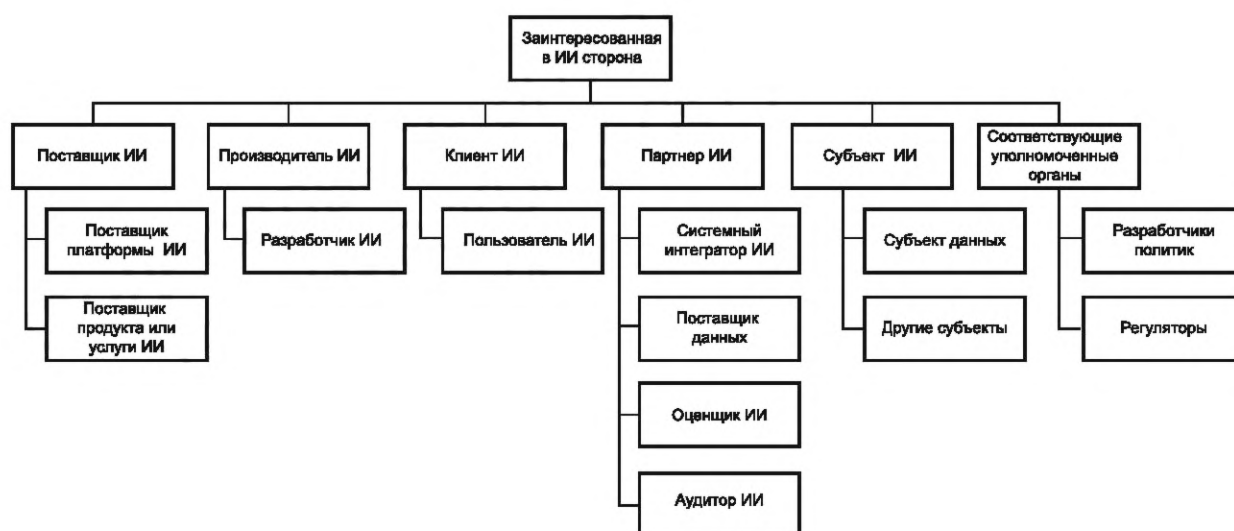 Заинтересованная
в ИИ сторона
Поставщик ИИ
Производитель ИИ
Клиент ИИ
Партнер ИИ
Субъект ИИ
Соответствующие
уполномоченные
органы
Поставщик
платформы ИИ
Разработчик ИИ
Пользователь ИИ
Системный
интегратор ИИ
Субъект данных
Разработчики
политик
Поставщик
продукта или
услуги ИИ
Поставщик
данных
Другие субъекты
Регуляторы
Оценщик ИИ
Аудитор ИИ